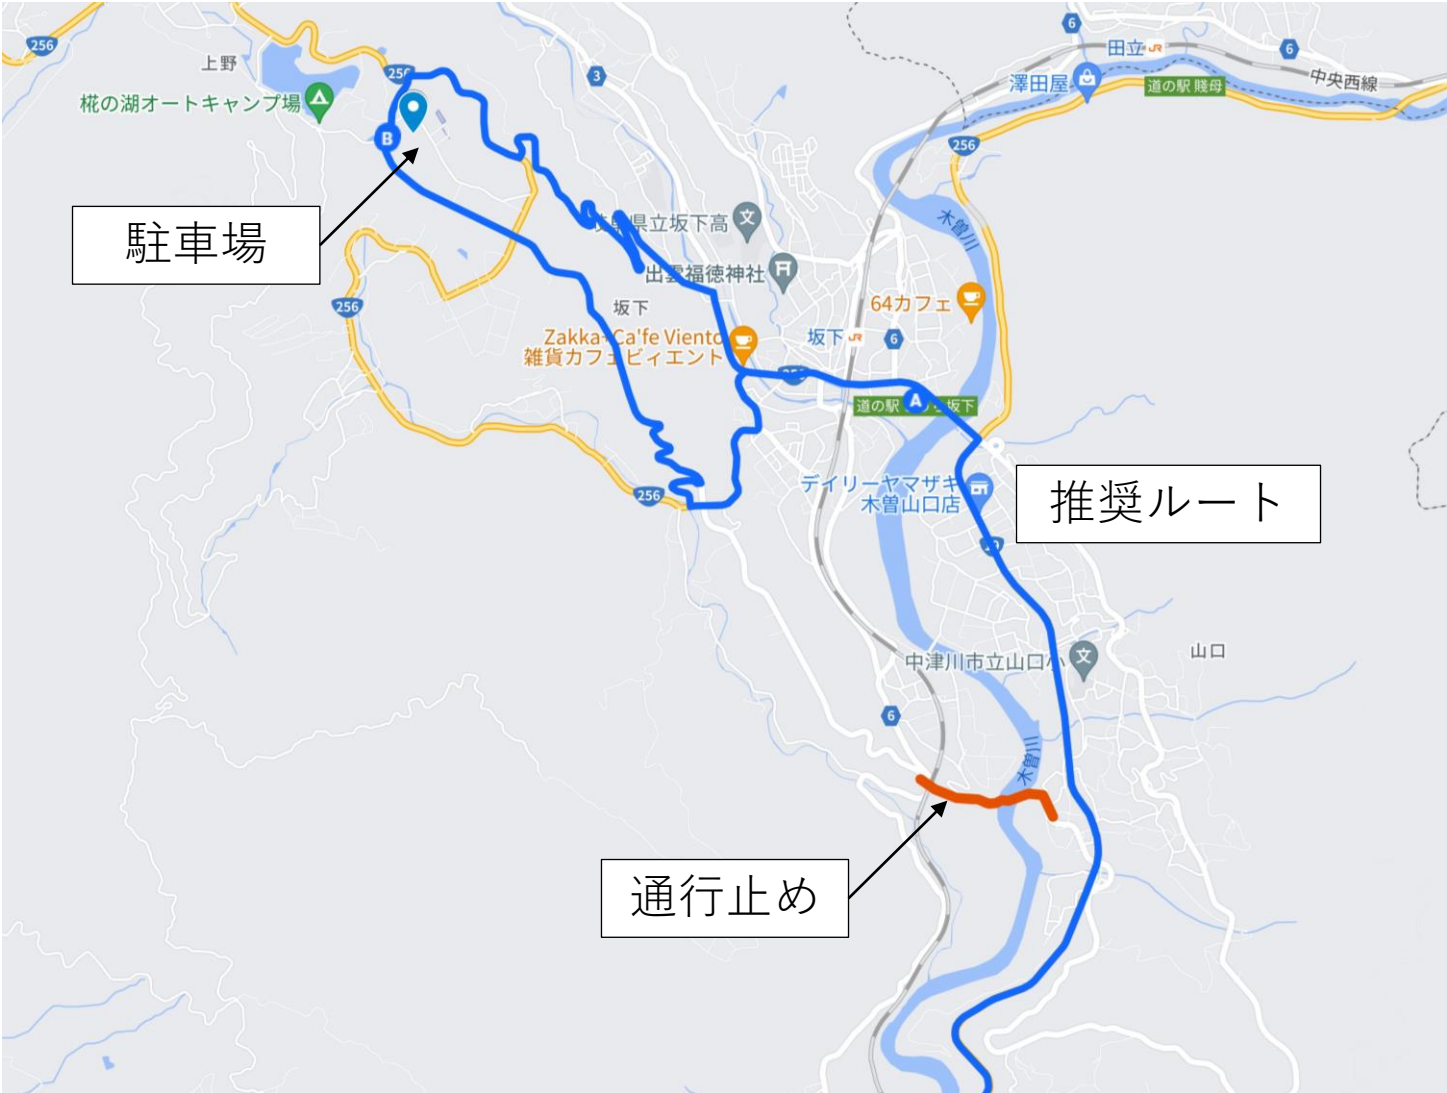 256
上野
椛の湖オートキャンプ場
256
B
3
6
田立 JR
6
澤田屋
道の駅 賤母
中央西線
256
木曽川
駐車場
県立坂下高
文
出雲福徳神社
256
坂下
64カフェ
Zakka+Ca'fe Viento
雑貨カフェビィエント
坂下 JR
6
道の駅
坂下
A
デイリーヤマザキ
木曽山口店
推奨ルート
256
中津川市立山口小
文
山口
6
木曽川
通行止め